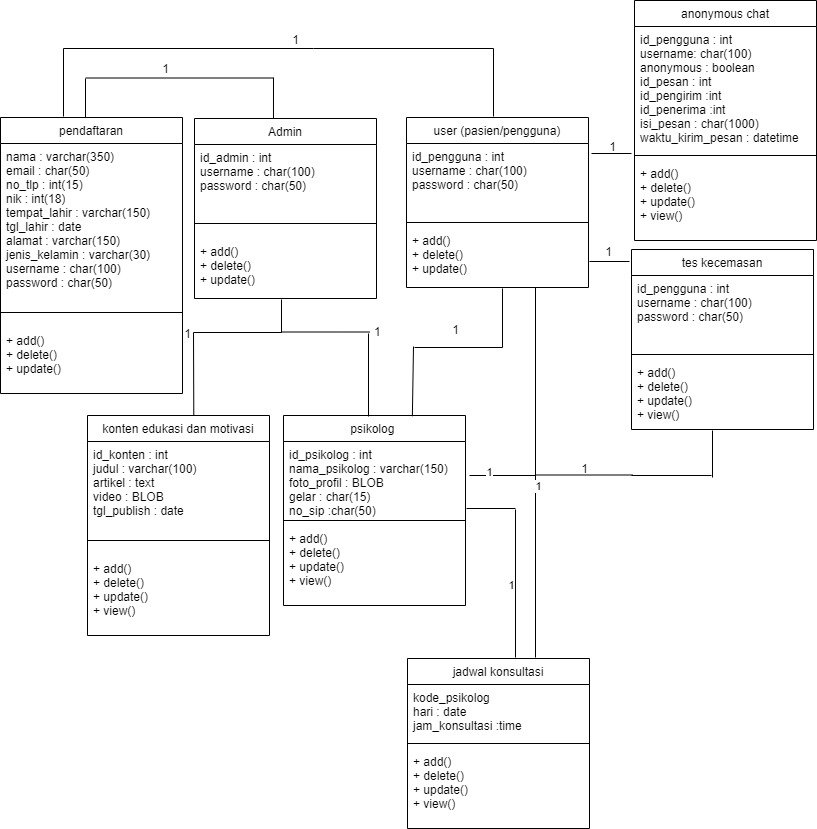 anonymous chat
id_pengguna : int
username: char(100)
anonymous : boolean
id_pesan : int
id_pengirim :int
id_penerima :int
isi_pesan : char(1000)
waktu_kirim_pesan : datetime
+ add()
+ delete()
+ update()
+ view()
1
1
pendaftaran
nama : varchar(350)
email : char(50)
no_tlp : int(15)
nik : int(18)
tempat_lahir : varchar(150)
tgl_lahir : date
alamat : varchar(150)
jenis_kelamin : varchar(30)
username : char(100)
password : char(50)
+ add()
+ delete()
+ update()
Admin
id_admin : int
username : char(100)
password : char(50)
+ add()
+ delete()
+ update()
user (pasien/pengguna)
id_pengguna : int
username : char(100)
password : char(50)
+ add()
+ delete()
+ update()
1
1
tes kecemasan
id_pengguna : int
username : char(100)
password : char(50)
+ add()
+ delete()
+ update()
+ view()
1
1
1
konten edukasi dan motivasi
id_konten : int
judul : varchar(100)
artikel : text
video : BLOB
tgl_publish : date
+ add()
+ delete()
+ update()
+ view()
psikolog
id_psikolog : int
nama_psikolog : varchar(150)
foto_profil : BLOB
gelar : char(15)
no_sip :char(50)
+ add()
+ delete()
+ update()
+ view()
1
1
1
1
jadwal konsultasi
kode_psikolog
hari : date
jam_konsultasi :time
+ add()
+ delete()
+ update()
+ view()